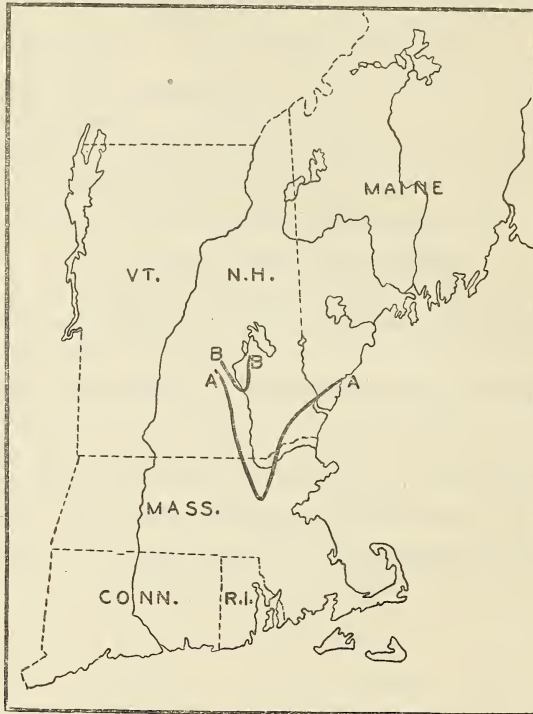 MAINE
VT.
N.H.
B
B
A
A
MASS.
CONN.
R.I.